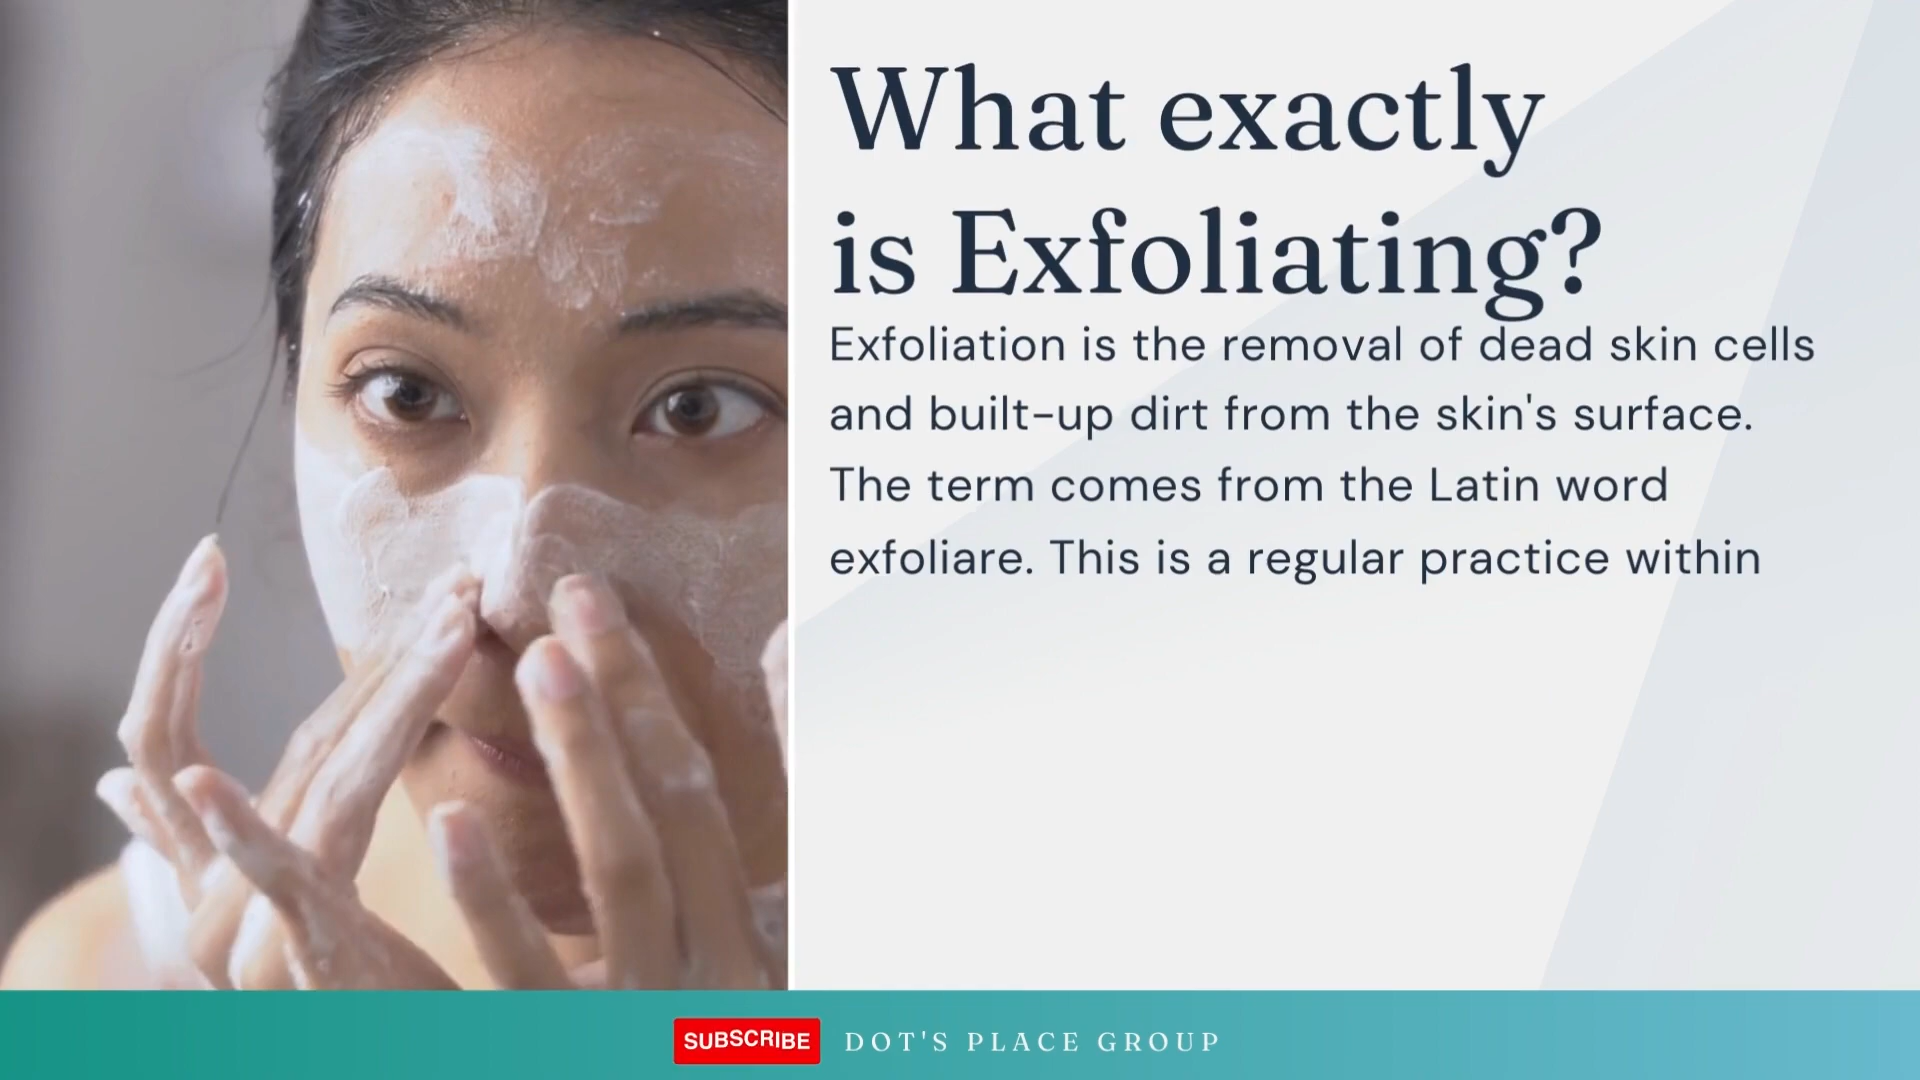 What exactly
is Exfoliating?
Exfoliation is the removal of dead skin cells
and built-up dirt from the skin's surface.
The term comes from the Latin word
exfoliare. This is a regular practice within
SUBSCRIBE DOT'S PLACE GROUP